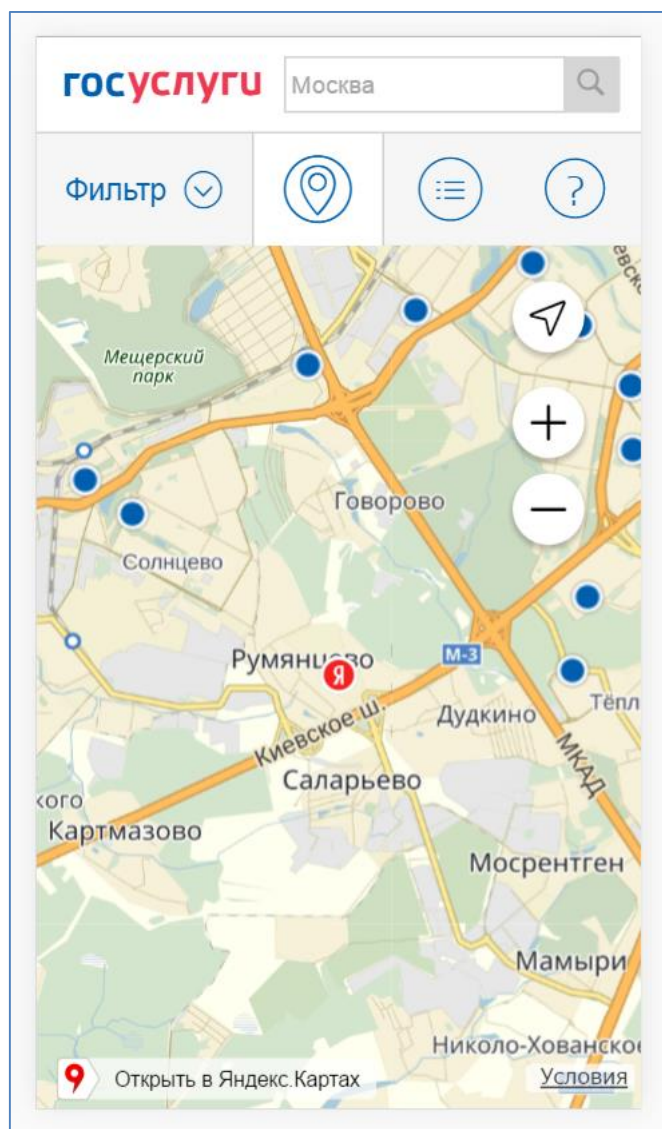 госуслуги
Москва
Фильтр
?
Мещерский
парк
Говорово
Солнцево
Румянцево
Я
М-3
Киевское ш.
Дудкино
Тёпл
МКАД
Саларьево
кого
Картмазово
Мосрентген
Мамыри
Николо-Хованское
Открыть в Яндекс.Картах
Условия